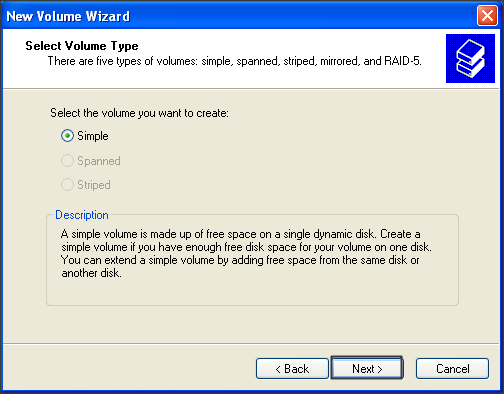 New Volume Wizard
Select Volume Type
There are five types of volumes: simple, spanned, striped, mirrored, and RAID-5.
Select the volume you want to create:
Simple
Spanned
Striped
Description
A simple volume is made up of free space on a single dynamic disk. Create a
simple volume if you have enough free disk space for your volume on one disk.
You can extend a simple volume by adding free space from the same disk or
another disk.
< Back
Next >
Cancel